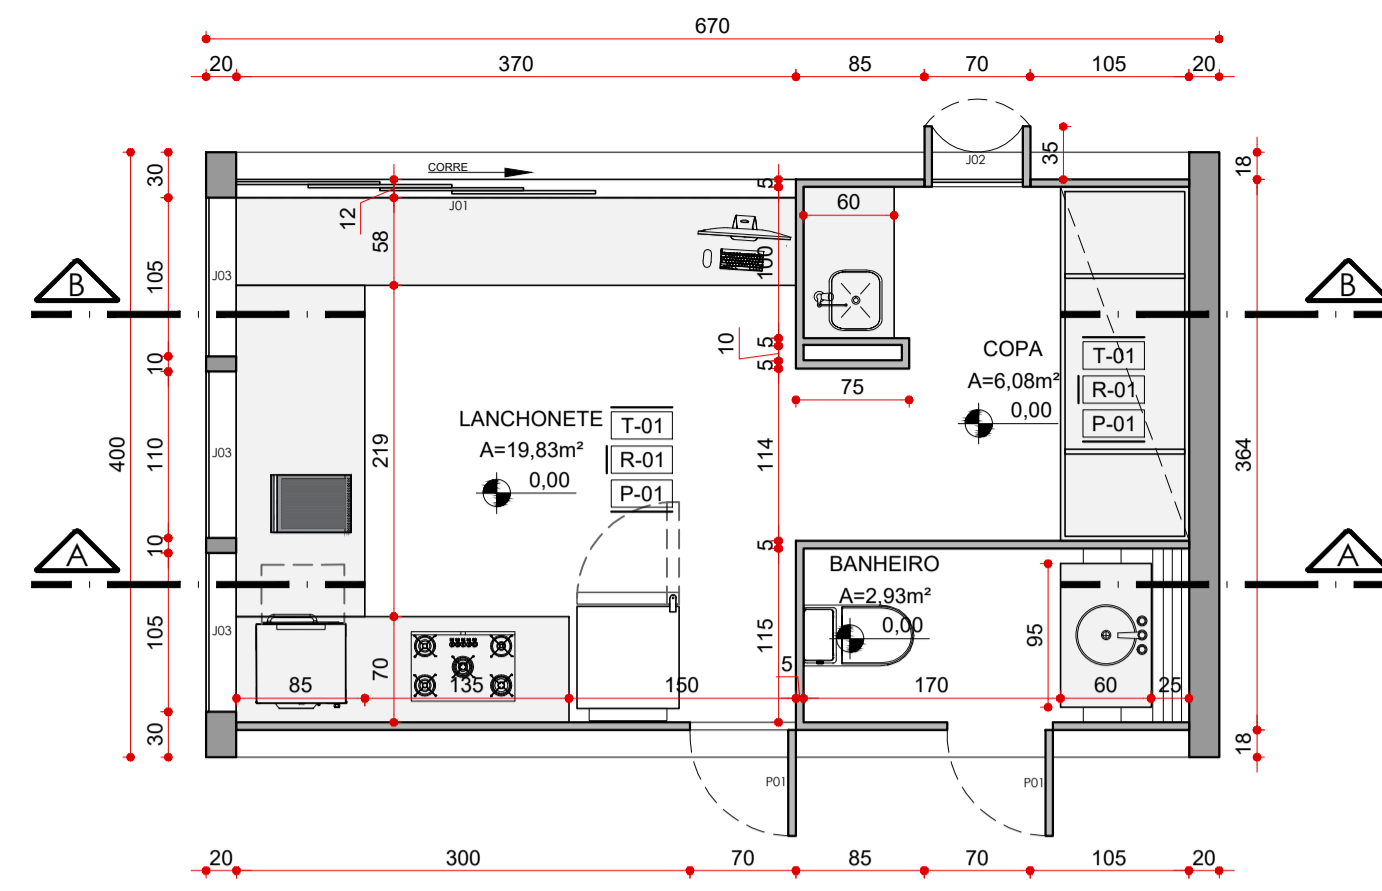 670
20
370
85
70
105
20
CORRE
J02
35
30
18
J01
12
58
5
60
100
J03
B
B
105
10
5
5
10
COPA
A=6,08m²
0,00
T-01
R-01
P-01
75
LANCHONETE
A=19,83m²
0,00
T-01
R-01
P-01
400
110
J03
219
114
364
10
5
A
A
BANHEIRO
A=2,93m²
0,00
105
J03
70
115
95
85
135
150
5
170
60
25
30
18
P01
P01
20
300
70
85
70
105
20